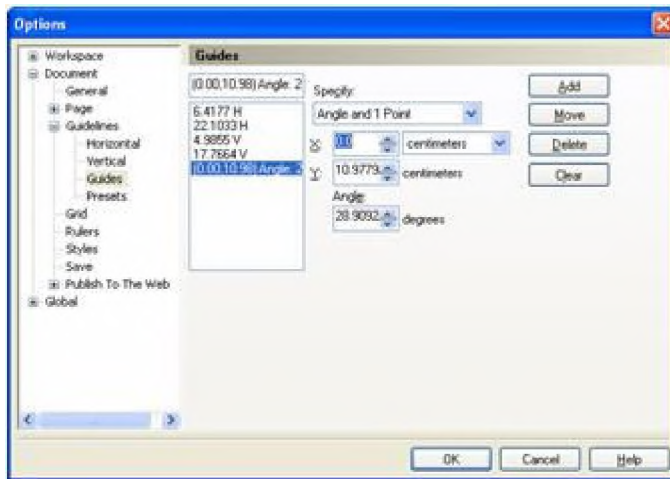 Options
Workspace
Document
General
Page
Guidelines
Horizontal
Vertical
Guides
Presets
Grid
Rulers
Styles
Save
Publish To The Web
Global
Guides
(0.00,10.98) Angle: 2
6.4177 H
22.1033 H
4.9855 V
17.7664 V
(0.00,10.98) Angle: 2
Specify:
Angle and 1 Point
X: 0.0 centimeters
Y: 10.9779 centimeters
Angle:
28.9092 degrees
Add
Move
Delete
Clear
OK
Cancel
Help